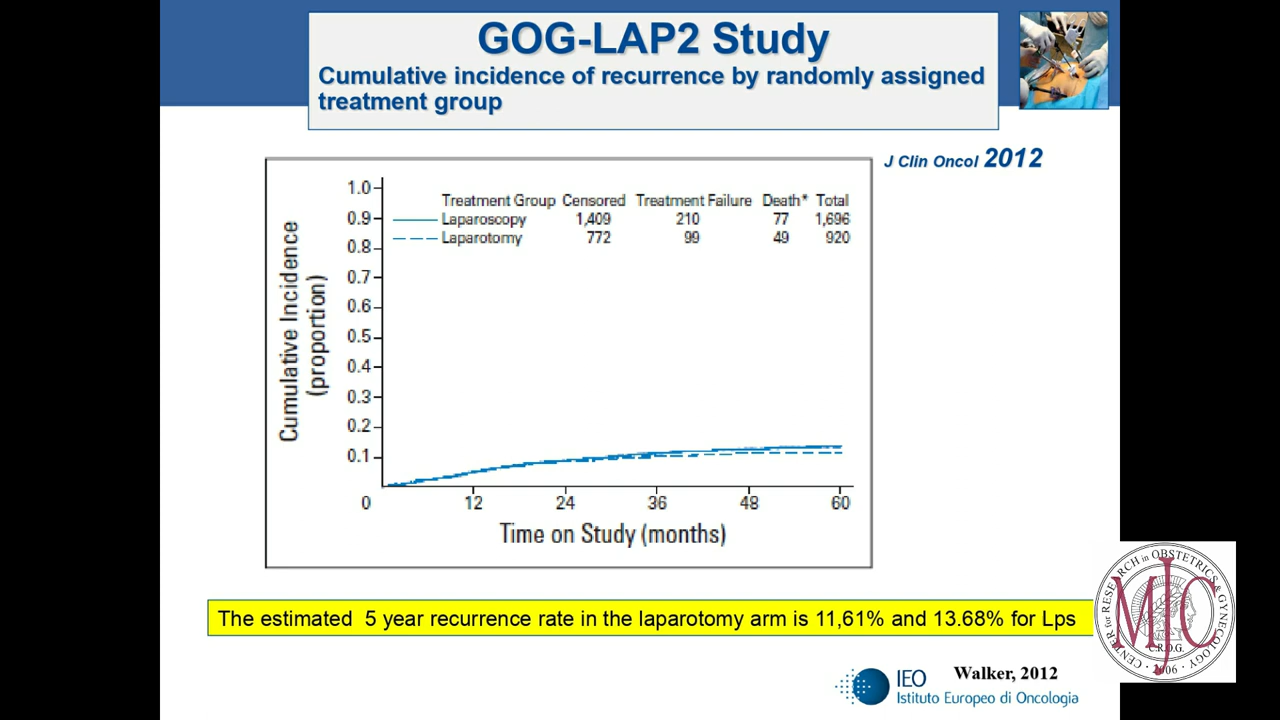 GOG-LAP2 Study
Cumulative incidence of recurrence by randomly assigned
treatment group
J Clin Oncol 2012
Treatment Group Censored Treatment Failure Death* Total
Laparoscopy 1,409 210 77 1,696
Laparotomy 772 99 49 920
Cumulative Incidence
(proportion)
1.0
0.9
0.8
0.7
0.6
0.5
0.4
0.3
0.2
0.1
0 12 24 36 48 60
Time on Study (months)
The estimated 5 year recurrence rate in the laparotomy arm is 11,61% and 13.68% for Lps
CENTER for RESEARCH in OBSTETRICS & GYNECOLOGY
MJC
C.R.D.G.
· 2006 ·
Walker, 2012
IEO
Istituto Europeo di Oncologia